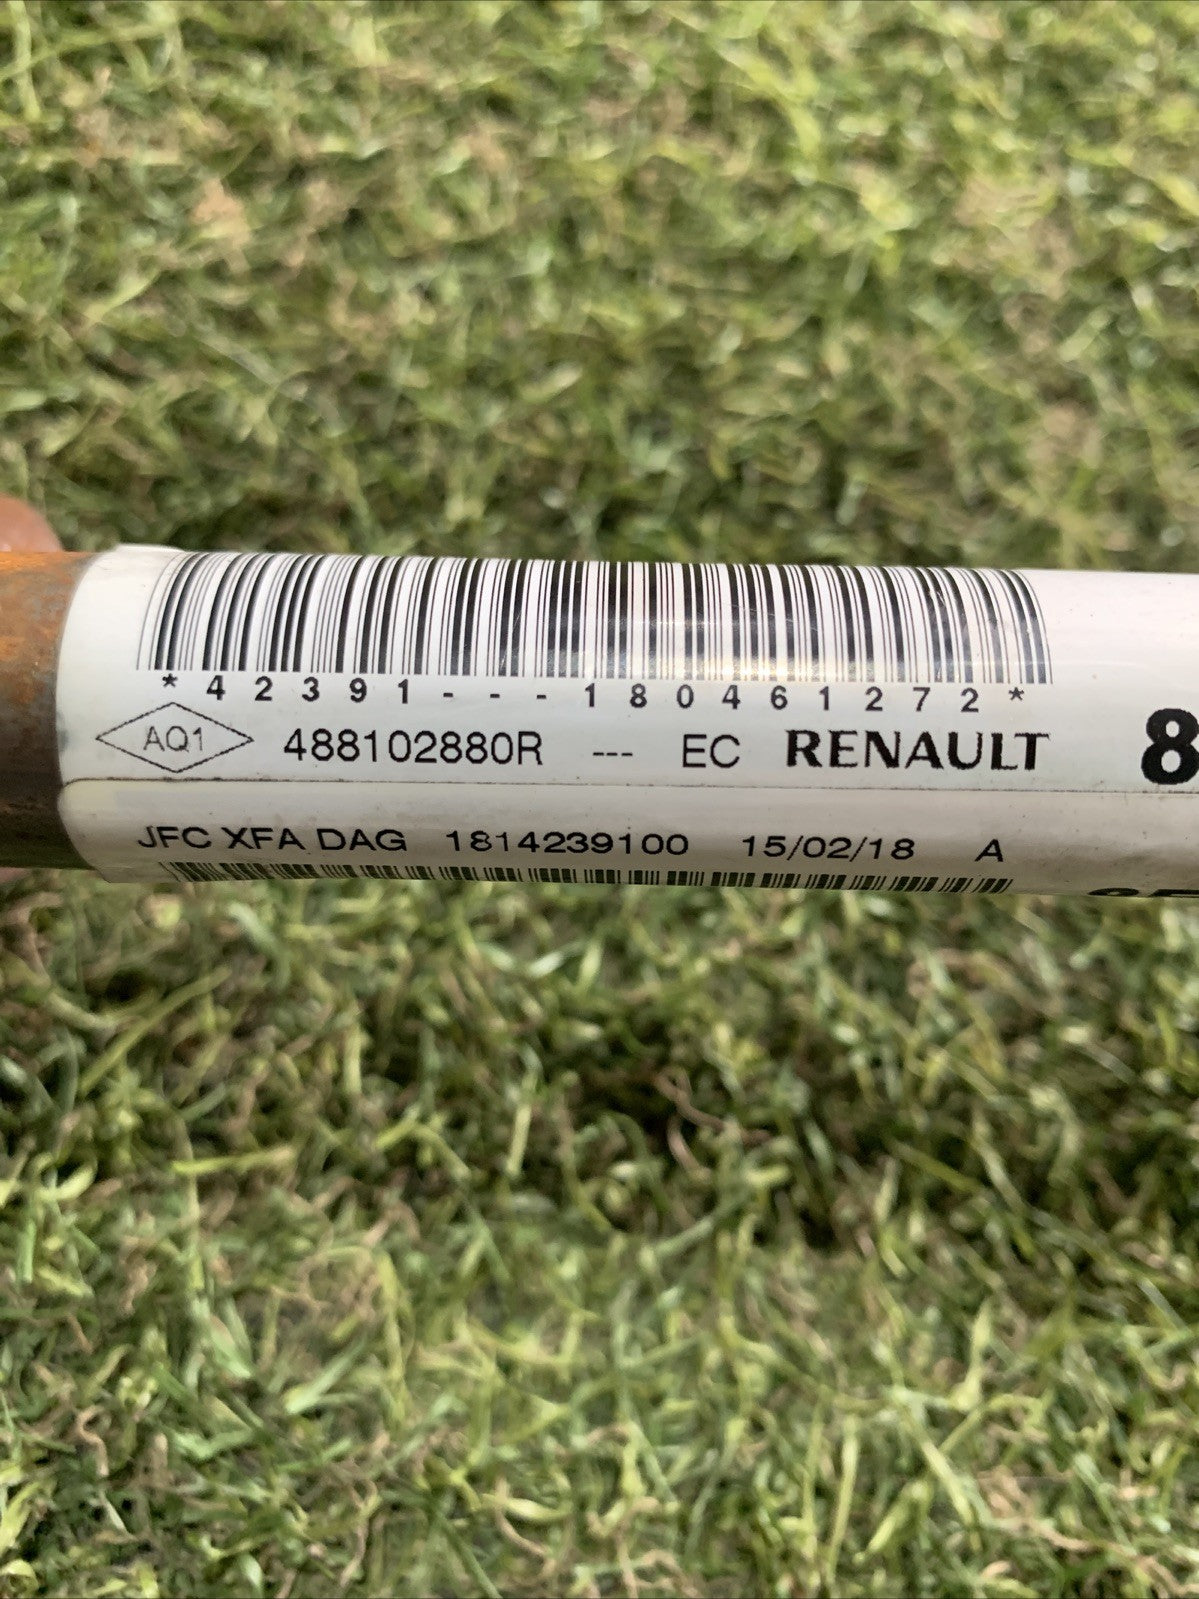 *42391---180461272*
AQ1 488102880R --- EC RENAULT 8
JFC XFA DAG 1814239100 15/02/18 A